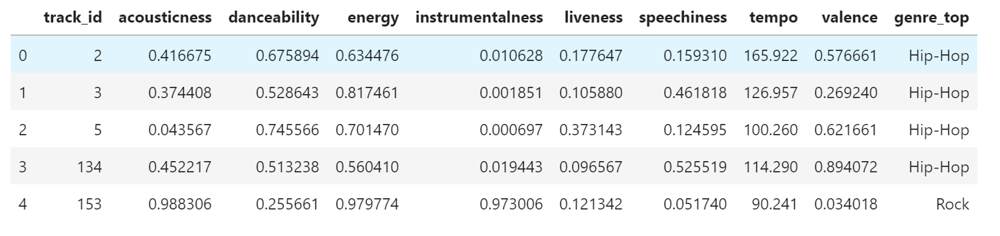 track_id acousticness danceability energy instrumentalness liveness speechiness tempo valence genre_top
0 2 0.416675 0.675894 0.634476 0.010628 0.177647 0.159310 165.922 0.576661 Hip-Hop
1 3 0.374408 0.528643 0.817461 0.001851 0.105880 0.461818 126.957 0.269240 Hip-Hop
2 5 0.043567 0.745566 0.701470 0.000697 0.373143 0.124595 100.260 0.621661 Hip-Hop
3 134 0.452217 0.513238 0.560410 0.019443 0.096567 0.525519 114.290 0.894072 Hip-Hop
4 153 0.988306 0.255661 0.979774 0.973006 0.121342 0.051740 90.241 0.034018 Rock